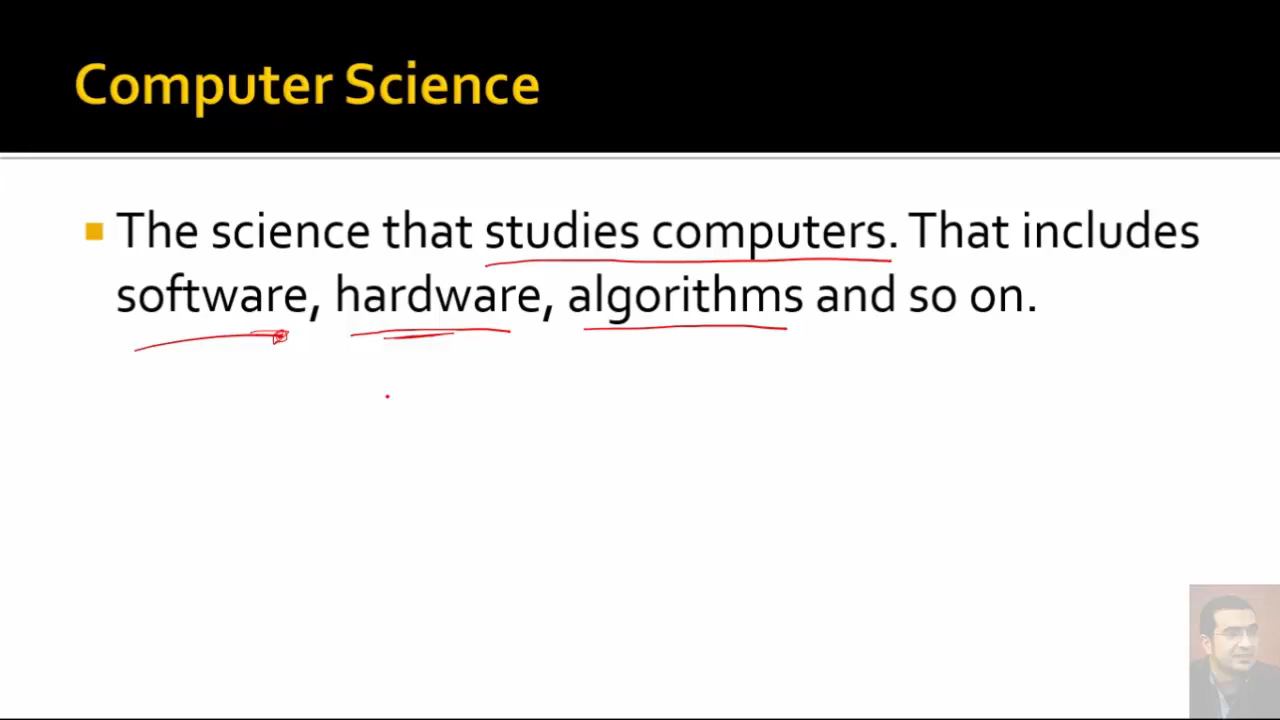 Computer Science
The science that studies computers. That includes
software, hardware, algorithms and so on.